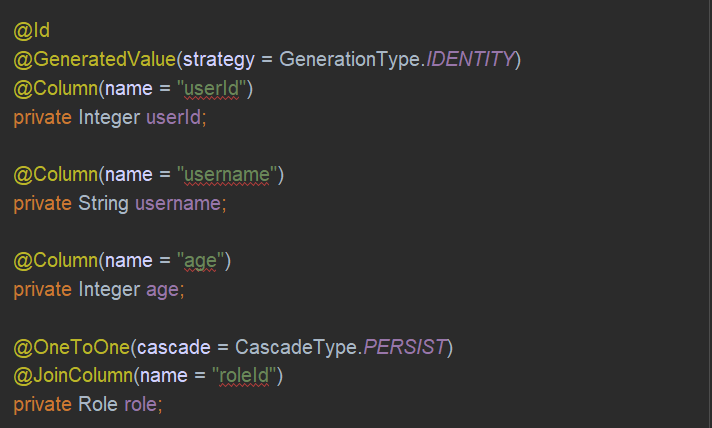 @Id
@GeneratedValue(strategy = GenerationType.IDENTITY)
@Column(name = "userId")
private Integer userId;
@Column(name = "username")
private String username;
@Column(name = "age")
private Integer age;
@OneToOne(cascade = CascadeType.PERSIST)
@JoinColumn(name = "roleId")
private Role role;